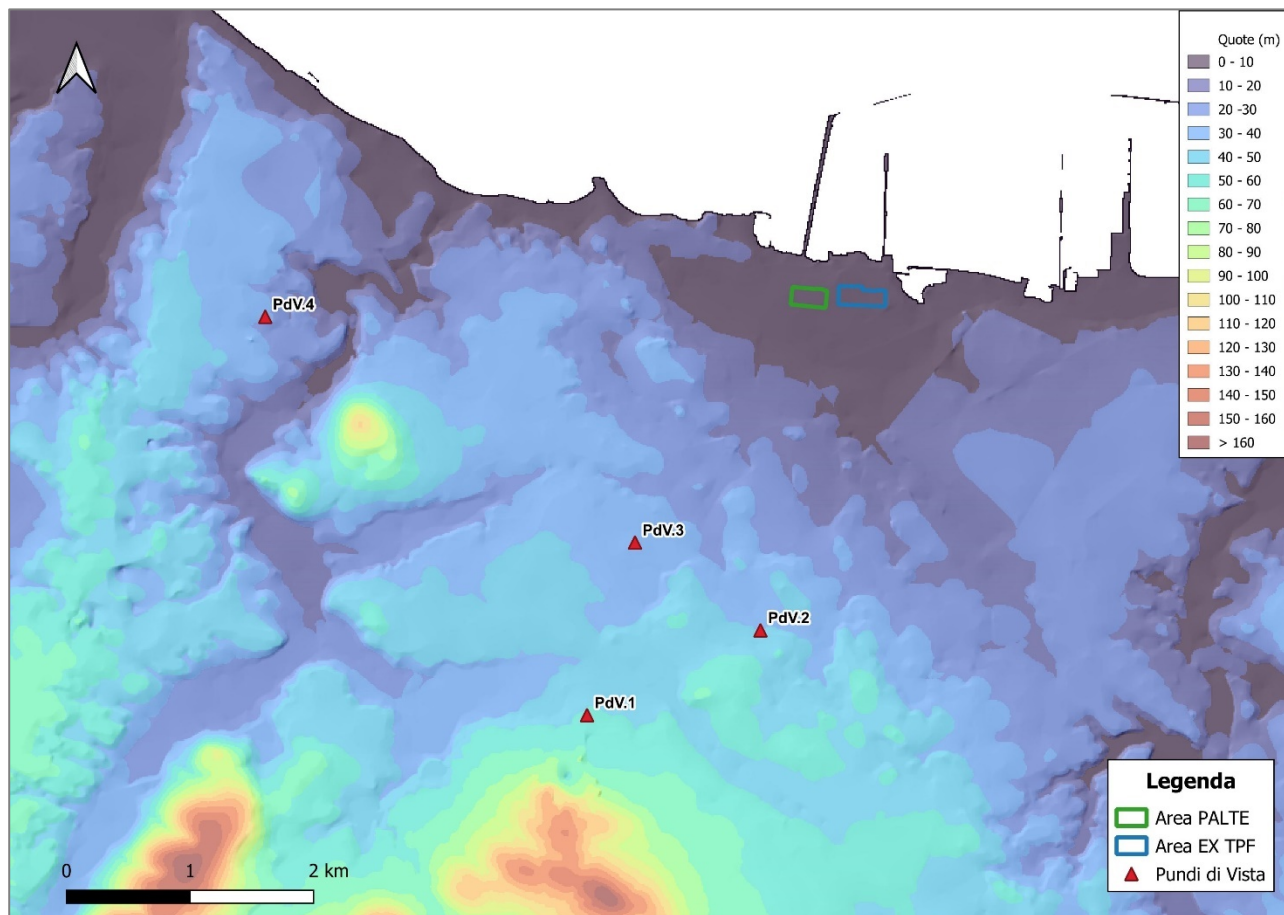 Quote (m)
0 - 10
10 - 20
20 -30
30 - 40
40 - 50
50 - 60
60 - 70
70 - 80
80 - 90
90 - 100
100 - 110
110 - 120
120 - 130
130 - 140
140 - 150
150 - 160
> 160
PdV.4
PdV.3
PdV.2
PdV.1
Legenda
Area PALTE
Area EX TPF
Pundi di Vista
0 1 2 km